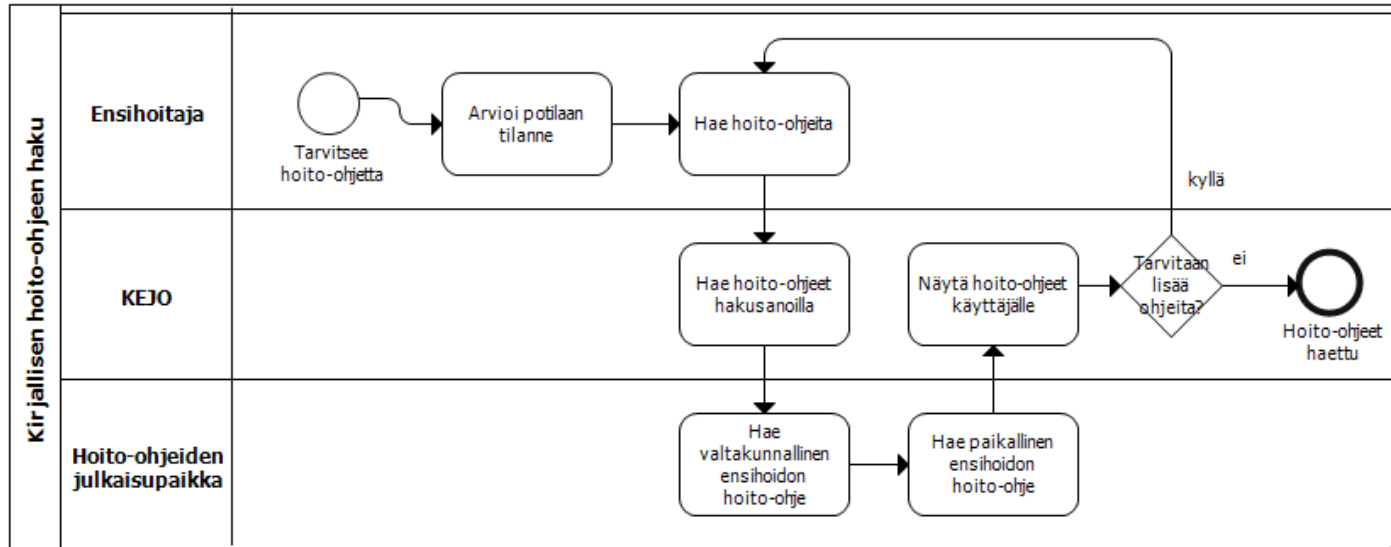 Kirjallisen hoito-ohjeen haku
Ensihoitaja
Tarvitsee
hoito-ohjetta
Arvioi potilaan
tilanne
Hae hoito-ohjeita
kyllä
KEJO
Hae hoito-ohjeet
hakusanoilla
Näytä hoito-ohjeet
käyttäjälle
Tarvitaan
lisää
ohjeita?
ei
Hoito-ohjeet
haettu
Hoito-ohjeiden
julkaisupaikka
Hae
valtakunnallinen
ensihoidon
hoito-ohje
Hae paikallinen
ensihoidon
hoito-ohje